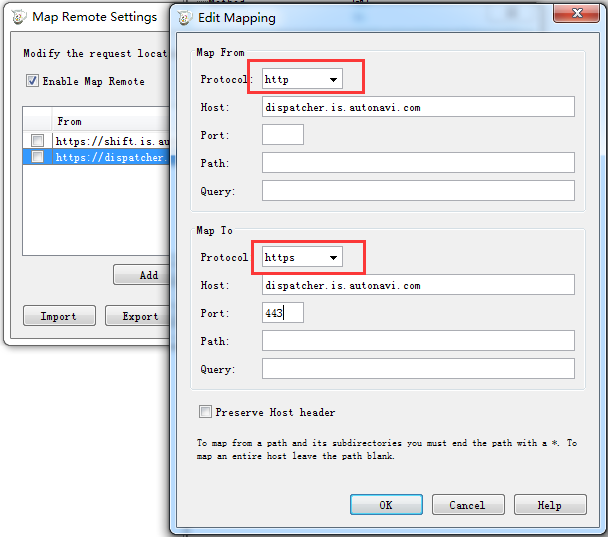 Map Remote Settings
Modify the request locat
Enable Map Remote
From
https://shift.is.a
https://dispatcher.
Add
Import
Export
Edit Mapping
Map From
Protocol:
http
Host:
dispatcher.is.autonavi.com
Port:
Path:
Query:
Map To
Protocol
https
Host:
dispatcher.is.autonavi.com
Port:
443
Path:
Query:
Preserve Host header
To map from a path and its subdirectories you must end the path with a *. To
map an entire host leave the path blank.
OK
Cancel
Help